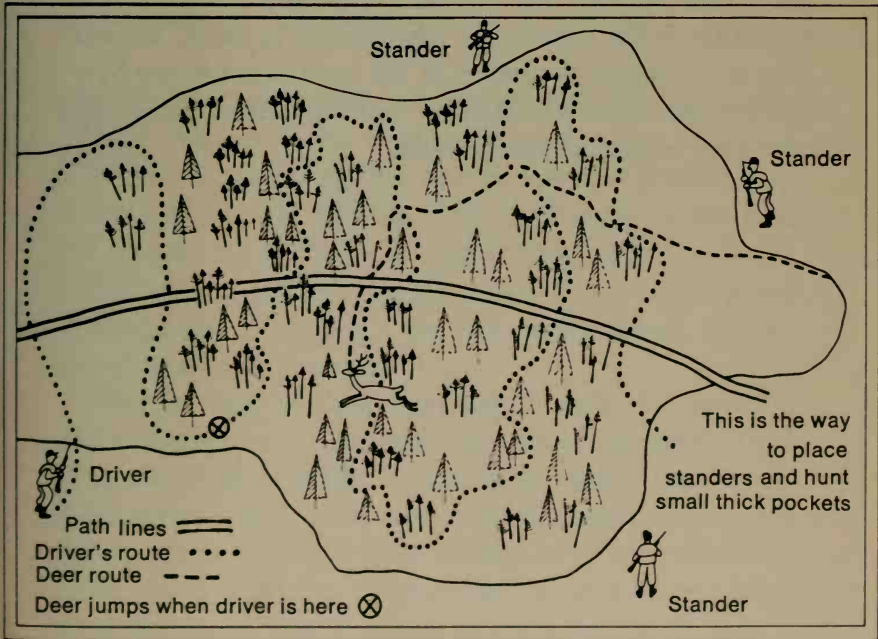 Stander
Stander
This is the way
to place
standers and hunt
small thick pockets
Driver
Path lines
Driver's route
Deer route
Deer jumps when driver is here
Stander